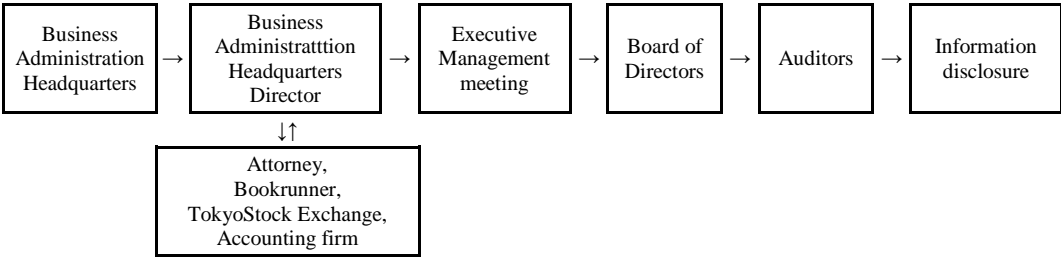 Business
Administration
Headquarters
→
Business
Administratttion
Headquarters
Director
→
Executive
Management
meeting
→
Board of
Directors
→
Auditors
→
Information
disclosure
↓↑
Attorney,
Bookrunner,
TokyoStock Exchange,
Accounting firm